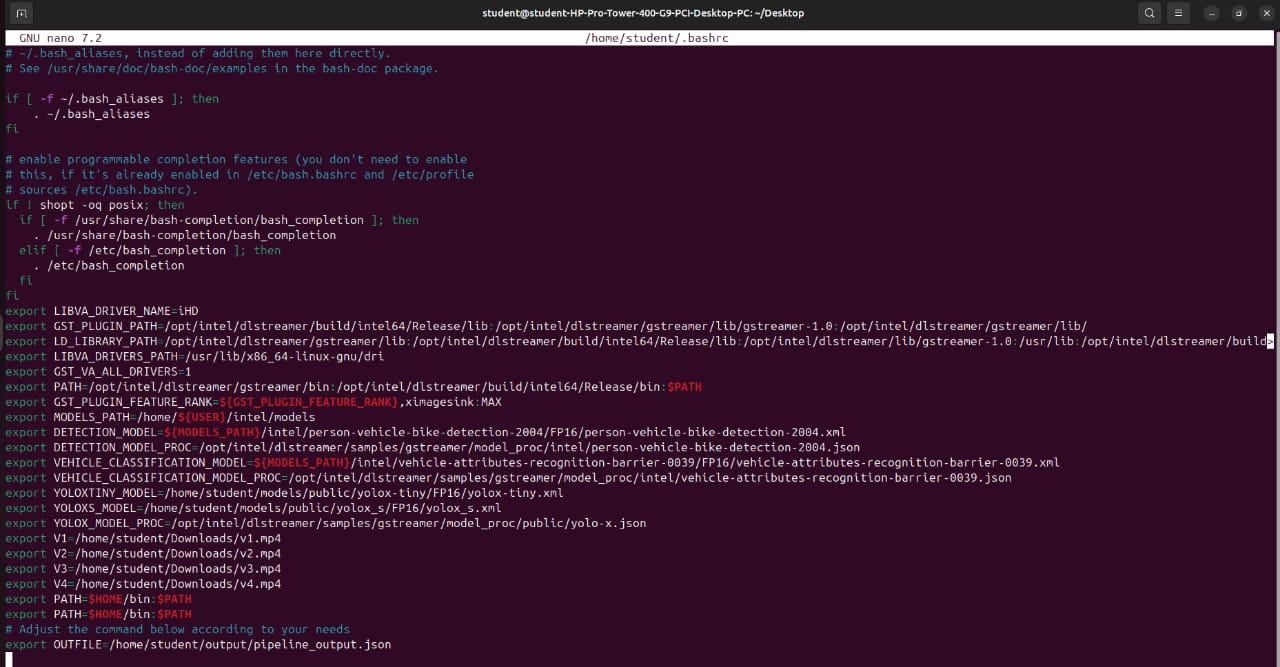 student@student-HP-Pro-Tower-400-G9-PCI-Desktop-PC: ~/Desktop
GNU nano 7.2 /home/student/.bashrc
# ~/.bash_aliases, instead of adding them here directly.
# See /usr/share/doc/bash-doc/examples in the bash-doc package.
if [ -f ~/.bash_aliases ]; then
    . ~/.bash_aliases
fi
# enable programmable completion features (you don't need to enable
# this, if it's already enabled in /etc/bash.bashrc and /etc/profile
# sources /etc/bash.bashrc).
if ! shopt -oq posix; then
  if [ -f /usr/share/bash-completion/bash_completion ]; then
    . /usr/share/bash-completion/bash_completion
  elif [ -f /etc/bash_completion ]; then
    . /etc/bash_completion
  fi
fi
export LIBVA_DRIVER_NAME=iHD
export GST_PLUGIN_PATH=/opt/intel/dlstreamer/build/intel64/Release/lib:/opt/intel/dlstreamer/gstreamer/lib/gstreamer-1.0:/opt/intel/dlstreamer/gstreamer/lib/
export LD_LIBRARY_PATH=/opt/intel/dlstreamer/gstreamer/lib:/opt/intel/dlstreamer/build/intel64/Release/lib:/opt/intel/dlstreamer/lib/gstreamer-1.0:/usr/lib:/opt/intel/dlstreamer/build>
export LIBVA_DRIVERS_PATH=/usr/lib/x86_64-linux-gnu/dri
export GST_VA_ALL_DRIVERS=1
export PATH=/opt/intel/dlstreamer/gstreamer/bin:/opt/intel/dlstreamer/build/intel64/Release/bin:$PATH
export GST_PLUGIN_FEATURE_RANK=${GST_PLUGIN_FEATURE_RANK},ximagesink:MAX
export MODELS_PATH=/home/${USER}/intel/models
export DETECTION_MODEL=${MODELS_PATH}/intel/person-vehicle-bike-detection-2004/FP16/person-vehicle-bike-detection-2004.xml
export DETECTION_MODEL_PROC=/opt/intel/dlstreamer/samples/gstreamer/model_proc/intel/person-vehicle-bike-detection-2004.json
export VEHICLE_CLASSIFICATION_MODEL=${MODELS_PATH}/intel/vehicle-attributes-recognition-barrier-0039/FP16/vehicle-attributes-recognition-barrier-0039.xml
export VEHICLE_CLASSIFICATION_MODEL_PROC=/opt/intel/dlstreamer/samples/gstreamer/model_proc/intel/vehicle-attributes-recognition-barrier-0039.json
export YOLOXTINY_MODEL=/home/student/models/public/yolox-tiny/FP16/yolox-tiny.xml
export YOLOXS_MODEL=/home/student/models/public/yolox_s/FP16/yolox_s.xml
export YOLOX_MODEL_PROC=/opt/intel/dlstreamer/samples/gstreamer/model_proc/public/yolo-x.json
export V1=/home/student/Downloads/v1.mp4
export V2=/home/student/Downloads/v2.mp4
export V3=/home/student/Downloads/v3.mp4
export V4=/home/student/Downloads/v4.mp4
export PATH=$HOME/bin:$PATH
export PATH=$HOME/bin:$PATH
# Adjust the command below according to your needs
export OUTFILE=/home/student/output/pipeline_output.json